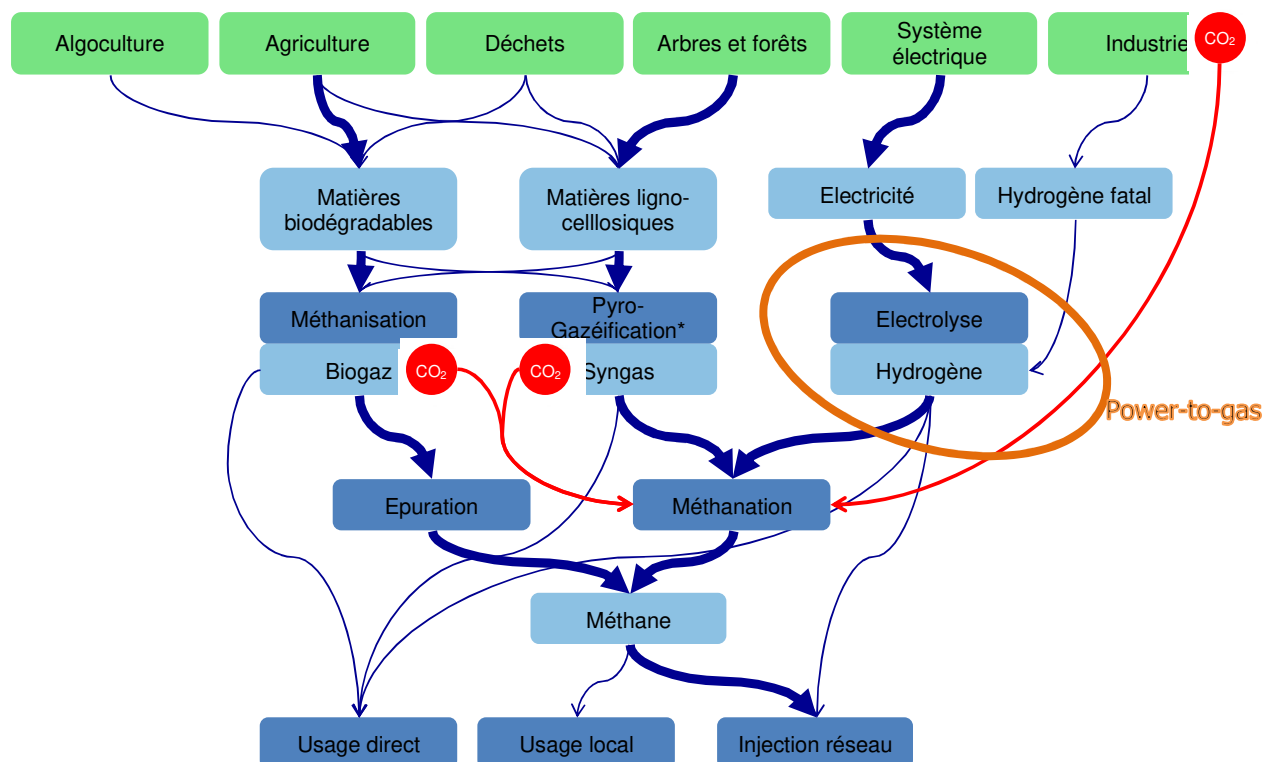 Algoculture
Agriculture
Déchets
Arbres et forêts
Système
électrique
Industrie
CO₂
Matières
biodégradables
Matières ligno-
celllosiques
Electricité
Hydrogène fatal
Méthanisation
Pyro-
Gazéification*
Electrolyse
Biogaz
CO₂
CO₂
Syngas
Hydrogène
Power-to-gas
Epuration
Méthanation
Méthane
Usage direct
Usage local
Injection réseau